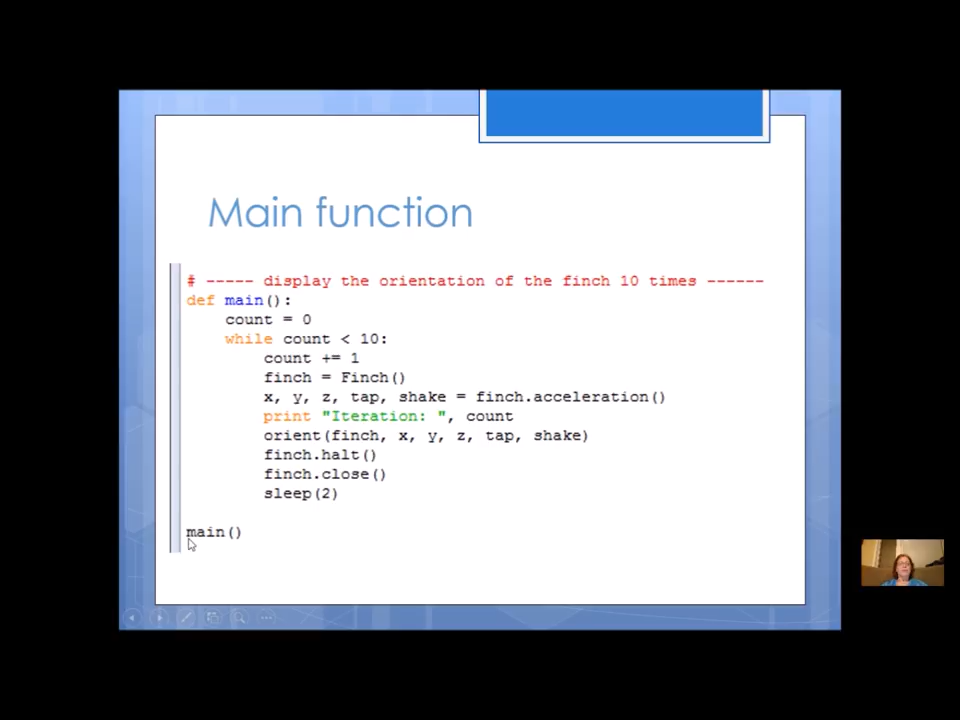 Main function
# ----- display the orientation of the finch 10 times ------
def main():
    count = 0
    while count < 10:
        count += 1
        finch = Finch()
        x, y, z, tap, shake = finch.acceleration()
        print "Iteration: ", count
        orient(finch, x, y, z, tap, shake)
        finch.halt()
        finch.close()
        sleep(2)
main()